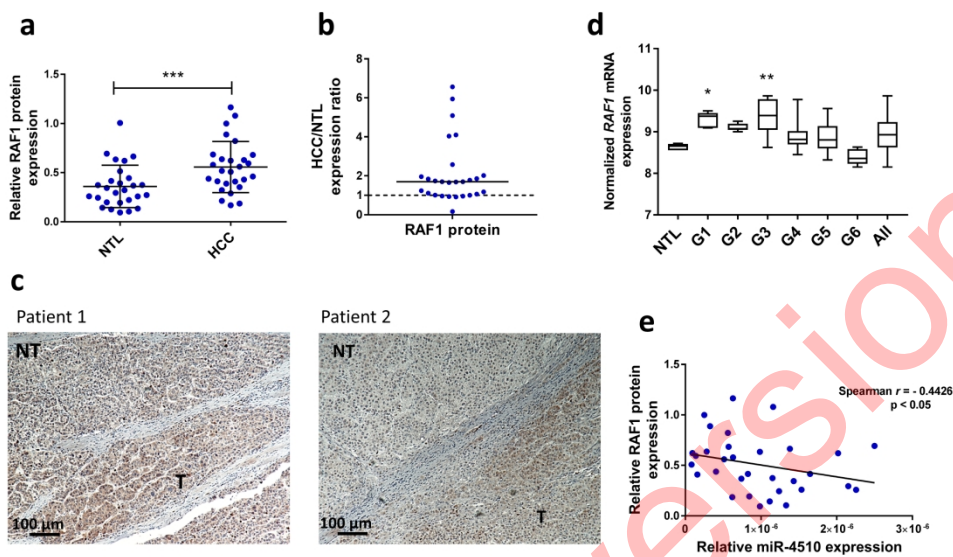 a
***
1.5
1.0
0.5
0.0
Relative RAF1 protein
expression
NTL
HCC
b
8
6
4
2
0
HCC/NTL
expression ratio
RAF1 protein
d
11
10
9
8
7
Normalized RAF1 mRNA
expression
*
**
NTL
G1
G2
G3
G4
G5
G6
All
c
Patient 1
NT
T
100 µm
Patient 2
NT
T
100 µm
e
1.5
1.0
0.5
0.0
Relative RAF1 protein
expression
Spearman r = - 0.4426
p < 0.05
0
1×10⁻⁶
2×10⁻⁶
3×10⁻⁶
Relative miR-4510 expression
ersion